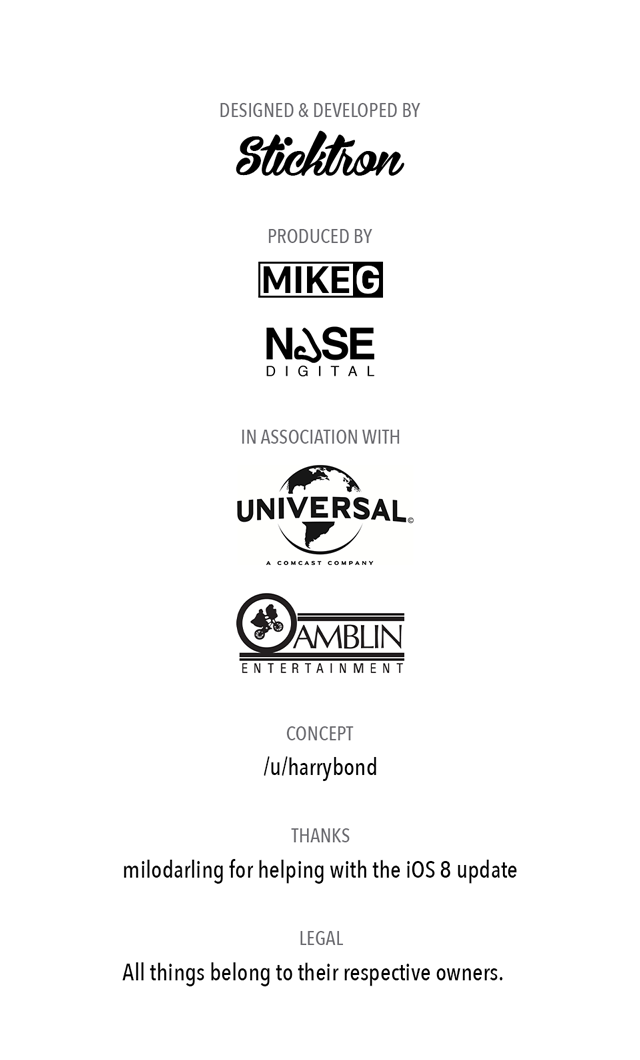 DESIGNED & DEVELOPED BY
Sticktron
PRODUCED BY
MIKEG
NOSE
DIGITAL
IN ASSOCIATION WITH
UNIVERSAL©
A COMCAST COMPANY
AMBLIN
ENTERTAINMENT
CONCEPT
/u/harrybond
THANKS
milodarling for helping with the iOS 8 update
LEGAL
All things belong to their respective owners.